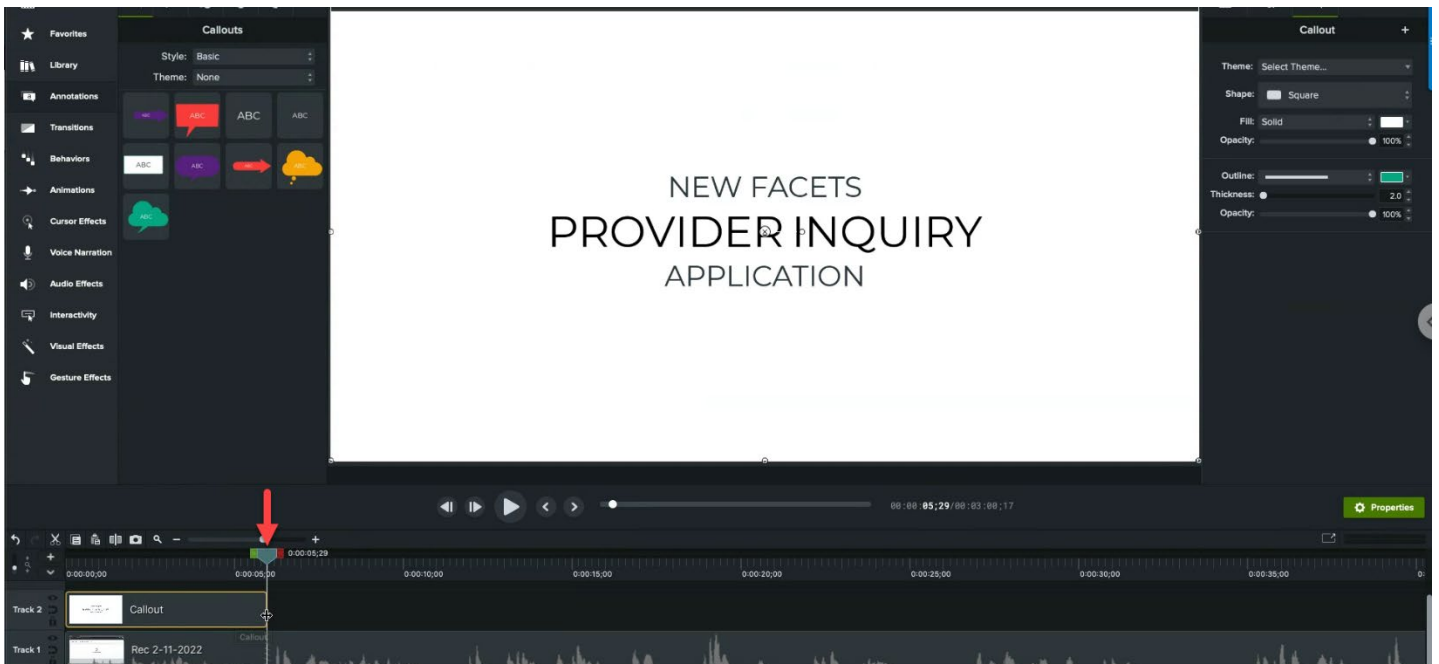 Favorites
Library
Annotations
Transitions
Behaviors
Animations
Cursor Effects
Voice Narration
Audio Effects
Interactivity
Visual Effects
Gesture Effects
Callouts
Style: Basic
Theme: None
ABC ABC ABC ABC
ABC ABC ABC ABC
ABC
NEW FACETS
PROVIDER INQUIRY
APPLICATION
Callout +
Theme: Select Theme...
Shape: Square
Fill: Solid
Opacity: 100%
Outline:
Thickness: 2.0
Opacity: 100%
00:00:05;29/00:03:00;17
Properties
0:00:05;29
0:00:00;00 0:00:05;00 0:00:10;00 0:00:15;00 0:00:20;00 0:00:25;00 0:00:30;00 0:00:35;00
Track 2 Callout
Callout
Track 1 Rec 2-11-2022